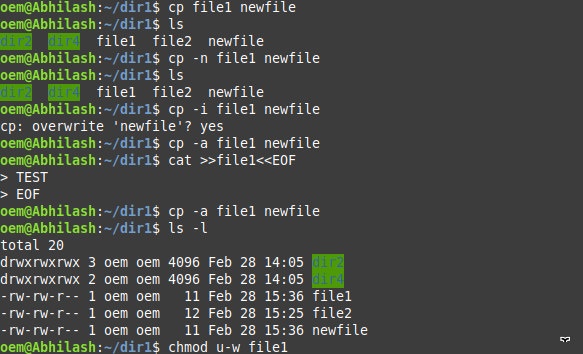 oem@Abhilash:~/dir1$ cp file1 newfile
oem@Abhilash:~/dir1$ ls
dir2  dir4  file1  file2  newfile
oem@Abhilash:~/dir1$ cp -n file1 newfile
oem@Abhilash:~/dir1$ ls
dir2  dir4  file1  file2  newfile
oem@Abhilash:~/dir1$ cp -i file1 newfile
cp: overwrite 'newfile'? yes
oem@Abhilash:~/dir1$ cp -a file1 newfile
oem@Abhilash:~/dir1$ cat >>file1<<EOF
> TEST
> EOF
oem@Abhilash:~/dir1$ cp -a file1 newfile
oem@Abhilash:~/dir1$ ls -l
total 20
drwxrwxrwx 3 oem oem 4096 Feb 28 14:05 dir2
drwxrwxrwx 2 oem oem 4096 Feb 28 14:05 dir4
-rw-rw-r-- 1 oem oem   11 Feb 28 15:36 file1
-rw-rw-r-- 1 oem oem   12 Feb 28 15:25 file2
-rw-rw-r-- 1 oem oem   11 Feb 28 15:36 newfile
oem@Abhilash:~/dir1$ chmod u-w file1